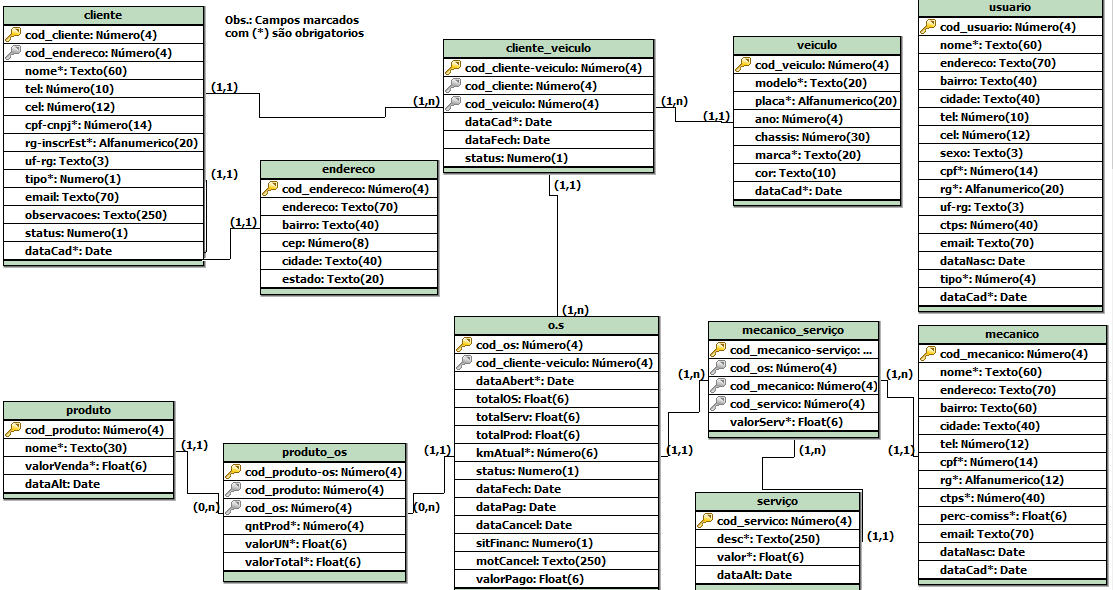 cliente
cod_cliente: Número(4)
cod_endereco: Número(4)
nome*: Texto(60)
tel: Número(10)
cel: Número(12)
cpf-cnpj*: Número(14)
rg-inscrEst*: Alfanumerico(20)
uf-rg: Texto(3)
tipo*: Numero(1)
email: Texto(70)
observacoes: Texto(250)
status: Numero(1)
dataCad*: Date
Obs.: Campos marcados
com (*) são obrigatorios
(1,1)
(1,n)
(1,1)
(1,1)
endereco
cod_endereco: Número(4)
endereco: Texto(70)
bairro: Texto(40)
cep: Número(8)
cidade: Texto(40)
estado: Texto(20)
cliente_veiculo
cod_cliente-veiculo: Número(4)
cod_cliente: Número(4)
cod_veiculo: Número(4)
dataCad*: Date
dataFech: Date
status: Numero(1)
(1,n)
(1,1)
(1,1)
(1,n)
veiculo
cod_veiculo: Número(4)
modelo*: Texto(20)
placa*: Alfanumerico(20)
ano: Número(4)
chassis: Número(30)
marca*: Texto(20)
cor: Texto(10)
dataCad*: Date
usuario
cod_usuario: Número(4)
nome*: Texto(60)
endereco: Texto(70)
bairro: Texto(40)
cidade: Texto(40)
tel: Número(10)
cel: Número(12)
sexo: Texto(3)
cpf*: Número(14)
rg*: Alfanumerico(20)
uf-rg: Texto(3)
ctps: Número(40)
email: Texto(70)
dataNasc: Date
tipo*: Número(4)
dataCad*: Date
produto
cod_produto: Número(4)
nome*: Texto(30)
valorVenda*: Float(6)
dataAlt: Date
(1,1)
(0,n)
produto_os
cod_produto-os: Número(4)
cod_produto: Número(4)
cod_os: Número(4)
qntProd*: Número(4)
valorUN*: Float(6)
valorTotal*: Float(6)
(1,1)
(0,n)
o.s
cod_os: Número(4)
cod_cliente-veiculo: Número(4)
dataAbert*: Date
totalOS: Float(6)
totalServ: Float(6)
totalProd: Float(6)
kmAtual*: Número(6)
status: Numero(1)
dataFech: Date
dataPag: Date
dataCancel: Date
sitFinanc: Numero(1)
motCancel: Texto(250)
valorPago: Float(6)
(1,n)
(1,1)
mecanico_serviço
cod_mecanico-serviço: ...
cod_os: Número(4)
cod_mecanico: Número(4)
cod_servico: Número(4)
valorServ*: Float(6)
(1,n)
(1,1)
(1,n)
(1,1)
serviço
cod_servico: Número(4)
desc*: Texto(250)
valor*: Float(6)
dataAlt: Date
mecanico
cod_mecanico: Número(4)
nome*: Texto(60)
endereco: Texto(70)
bairro: Texto(60)
cidade: Texto(40)
tel: Número(12)
cpf*: Número(14)
rg*: Alfanumerico(12)
ctps*: Número(40)
perc-comiss*: Float(6)
email: Texto(70)
dataNasc: Date
dataCad*: Date